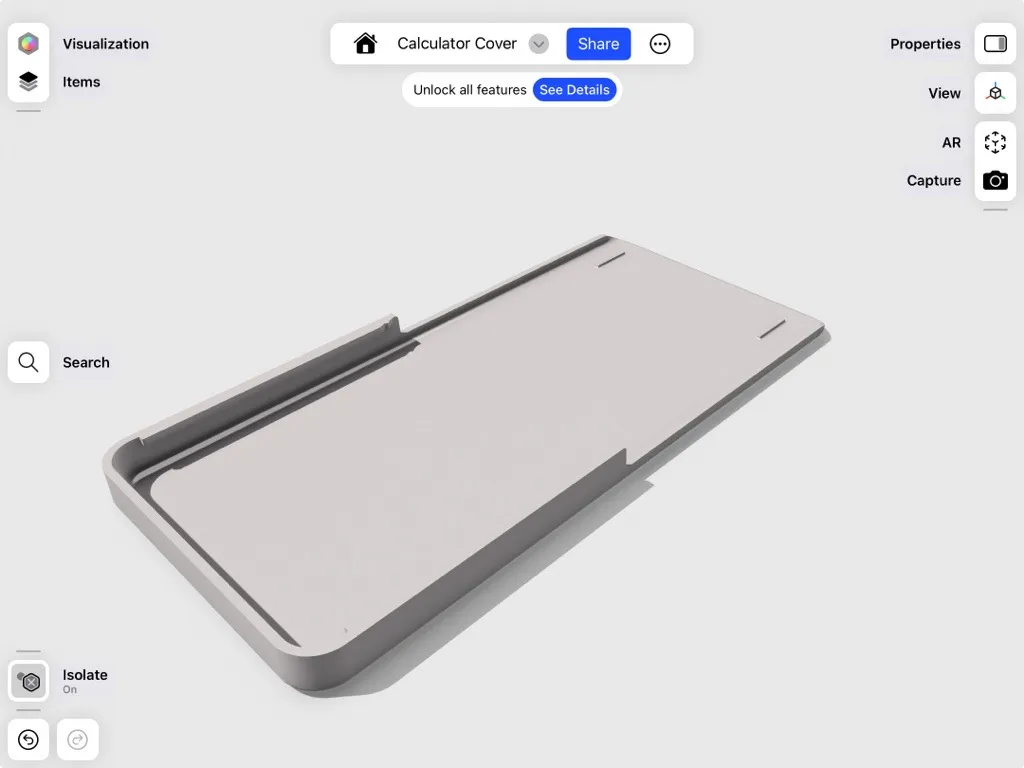 Visualization
Items
Calculator Cover
Share
Unlock all features
See Details
Properties
View
AR
Capture
Search
Isolate
On